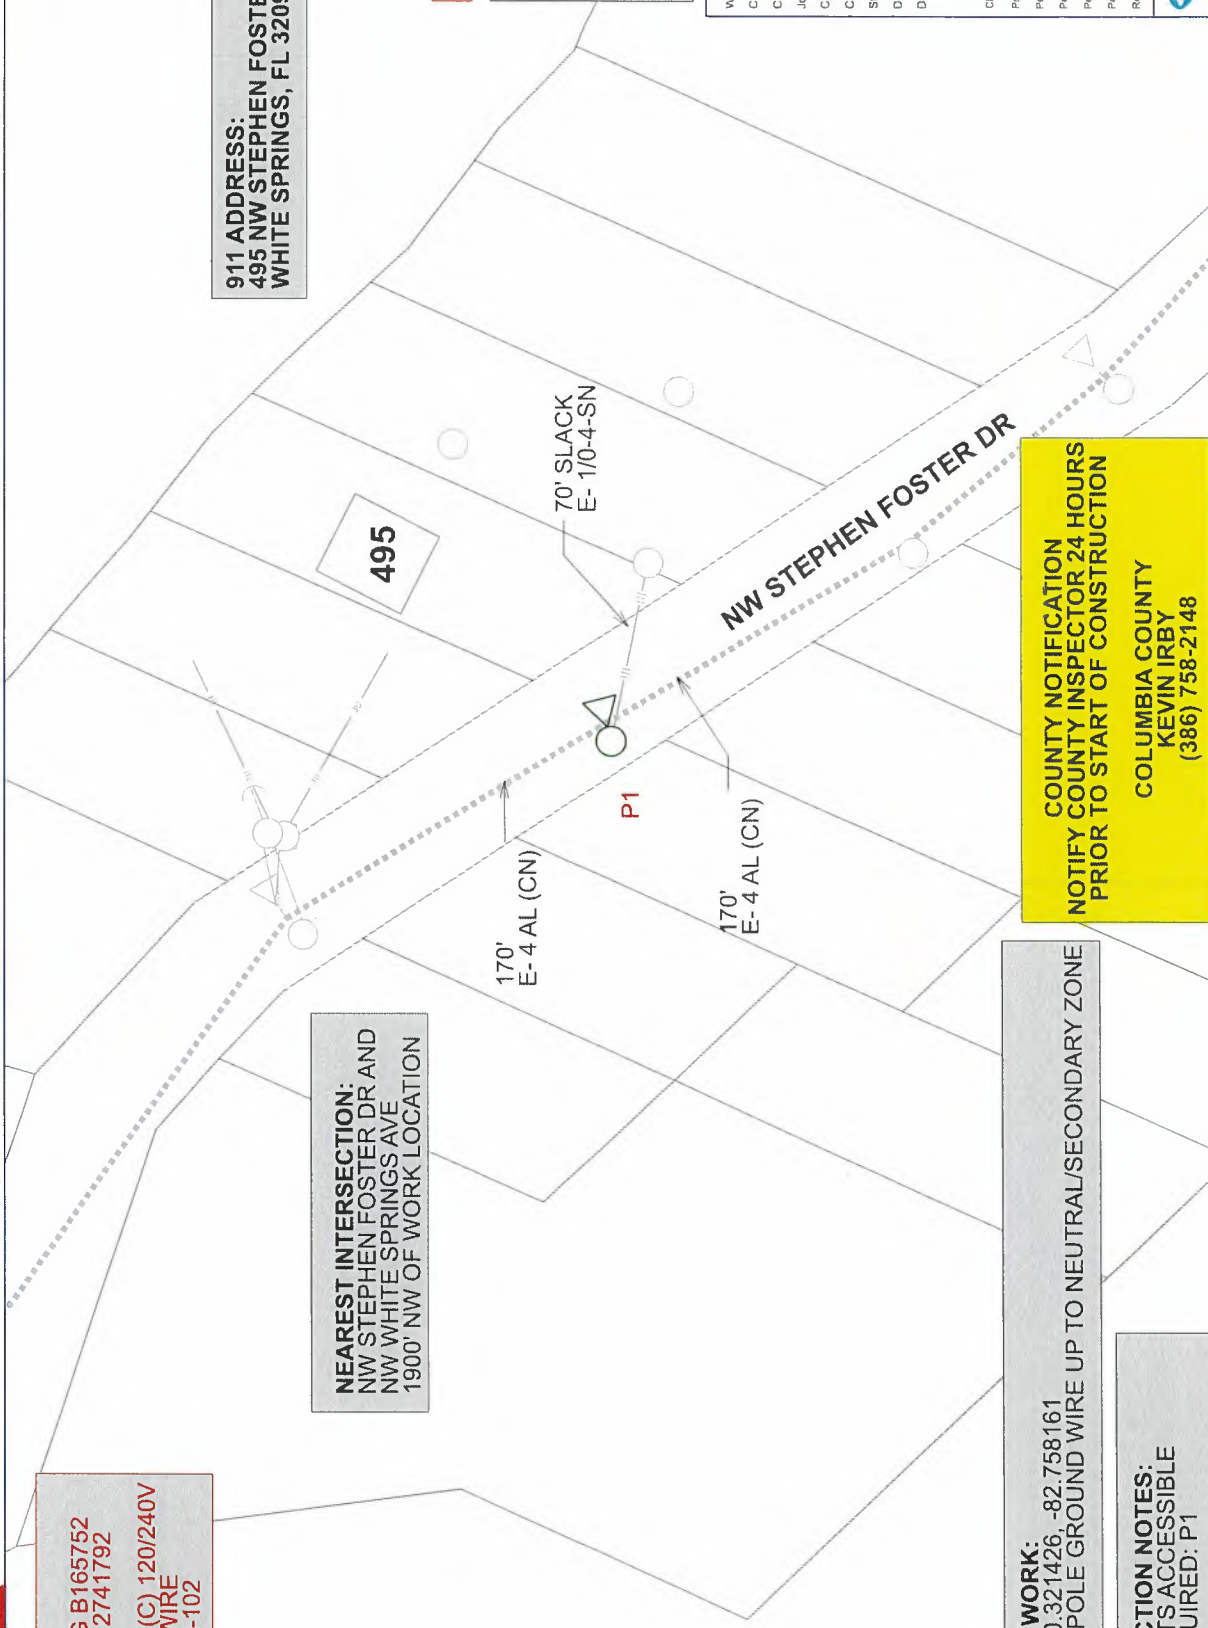 911 ADDRESS:
495 NW STEPHEN FOSTE
WHITE SPRINGS, FL 3209
495
70' SLACK
E- 1/0-4-SN
NW STEPHEN FOSTER DR
P1
170'
E- 4 AL (CN)
170'
E- 4 AL (CN)
NEAREST INTERSECTION:
NW STEPHEN FOSTER DR AND
NW WHITE SPRINGS AVE
1900' NW OF WORK LOCATION
B165752
2741792
(C) 120/240V
WIRE
-102
COUNTY NOTIFICATION
NOTIFY COUNTY INSPECTOR 24 HOURS
PRIOR TO START OF CONSTRUCTION
COLUMBIA COUNTY
KEVIN IRBY
(386) 758-2148
WORK:
0.321426, -82.758161
POLE GROUND WIRE UP TO NEUTRAL/SECONDARY ZONE
CTION NOTES:
TS ACCESSIBLE
UIRED: P1